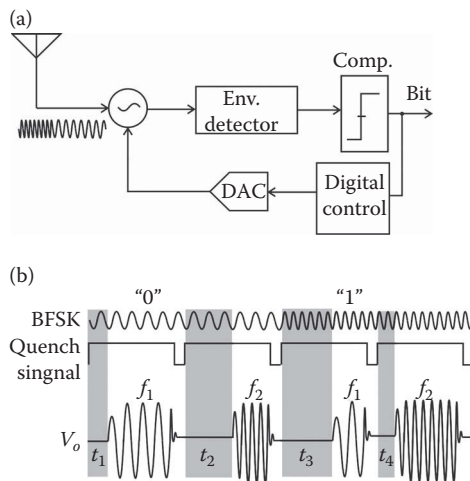 (a)
Comp.
Env.
detector
Bit
DAC
Digital
control
(b)
"0" "1"
BFSK
Quench
singnal
f₁ f₂ f₁ f₂
Vₒ
t₁ t₂ t₃ t₄